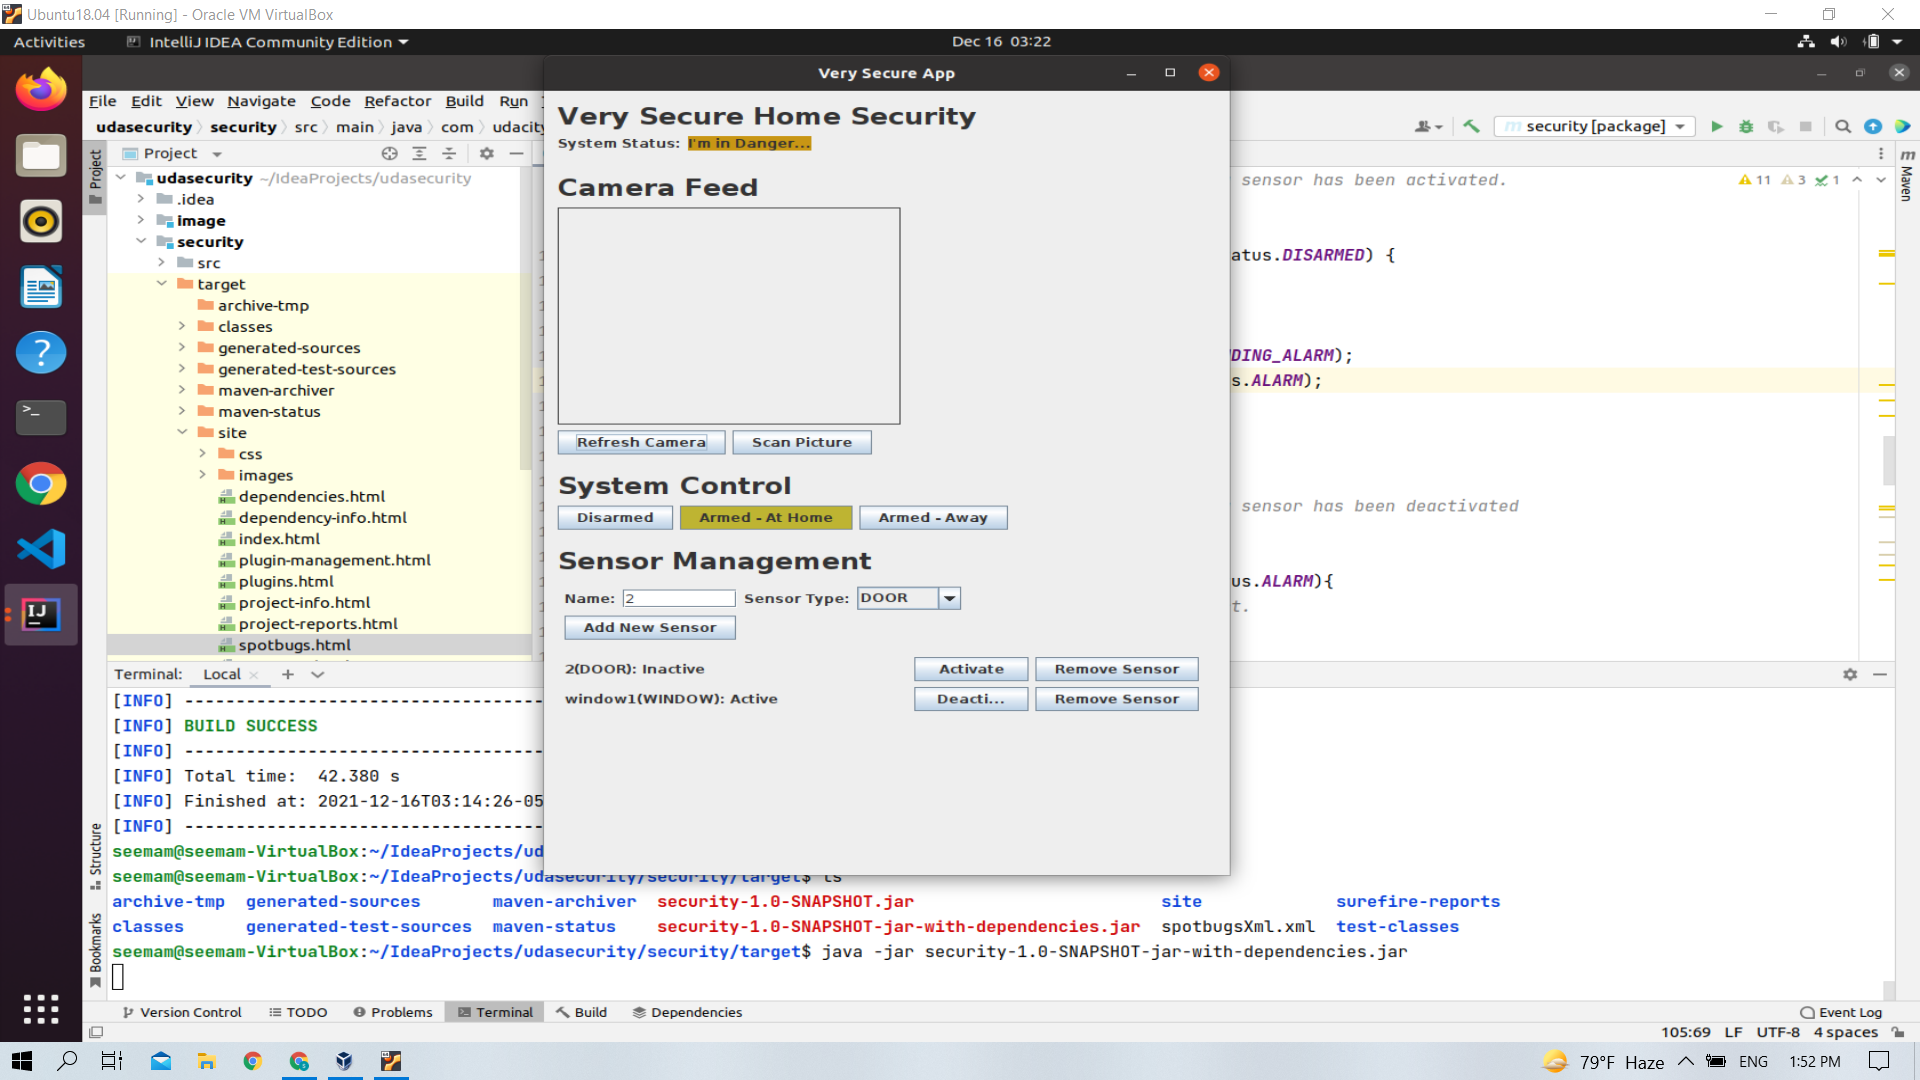 Ubuntu18.04 [Running] - Oracle VM VirtualBox
Activities
IntelliJ IDEA Community Edition
Dec 16 03:22
Very Secure App
File Edit View Navigate Code Refactor Build Run
udasecurity security src main java com udacity
security [package]
Project
Very Secure Home Security
System Status: I'm in Danger...
Camera Feed
Refresh Camera
Scan Picture
System Control
Disarmed
Armed - At Home
Armed - Away
Sensor Management
Name: 2
Sensor Type: DOOR
Add New Sensor
2(DOOR): Inactive
Activate
Remove Sensor
window1(WINDOW): Active
Deacti...
Remove Sensor
Project
udasecurity ~/IdeaProjects/udasecurity
.idea
image
security
src
target
archive-tmp
classes
generated-sources
generated-test-sources
maven-archiver
maven-status
site
css
images
dependencies.html
dependency-info.html
index.html
plugin-management.html
plugins.html
project-info.html
project-reports.html
spotbugs.html
sensor has been activated.
11 3 1
Maven
atus.DISARMED) {
DING_ALARM);
s.ALARM);
sensor has been deactivated
us.ALARM){
t.
Terminal: Local
[INFO] -----------------------------------
[INFO] BUILD SUCCESS
[INFO] -----------------------------------
[INFO] Total time:  42.380 s
[INFO] Finished at: 2021-12-16T03:14:26-05
[INFO] -----------------------------------
seemam@seemam-VirtualBox:~/IdeaProjects/ud
seemam@seemam-VirtualBox:~/IdeaProjects/udasecurity/security/target$ ls
archive-tmp generated-sources maven-archiver security-1.0-SNAPSHOT.jar site surefire-reports
classes generated-test-sources maven-status security-1.0-SNAPSHOT-jar-with-dependencies.jar spotbugsXml.xml test-classes
seemam@seemam-VirtualBox:~/IdeaProjects/udasecurity/security/target$ java -jar security-1.0-SNAPSHOT-jar-with-dependencies.jar
Structure
Bookmarks
Version Control TODO Problems Terminal Build Dependencies
Event Log
105:69 LF UTF-8 4 spaces
79°F Haze
ENG
1:52 PM